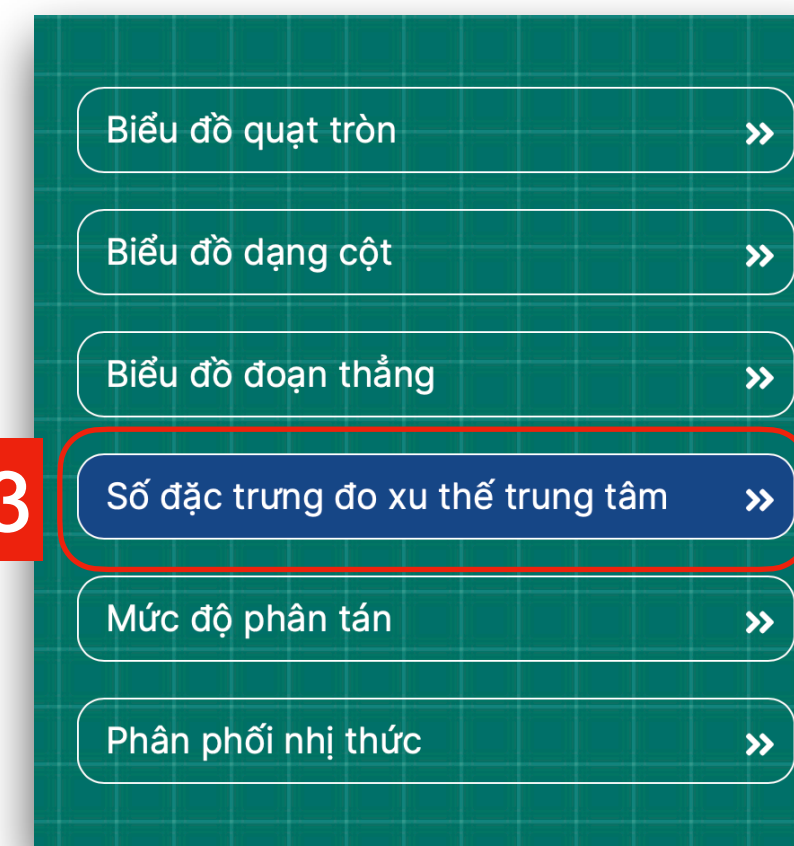 Biểu đồ quạt tròn
Biểu đồ dạng cột
Biểu đồ đoạn thẳng
3
Số đặc trưng đo xu thế trung tâm
Mức độ phân tán
Phân phối nhị thức